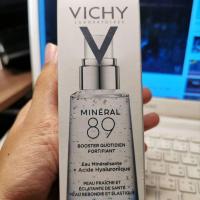 VICHY
LABORATOIRES
MINÉRAL
89
BOOSTER QUOTIDIEN
FORTIFIANT
Eau Minéralisante
+ Acide Hyaluronique
PEAU FRAÎCHE ET
ÉCLATANTE DE SANTÉ
PEAU REBONDIE ET ÉLASTIQUE